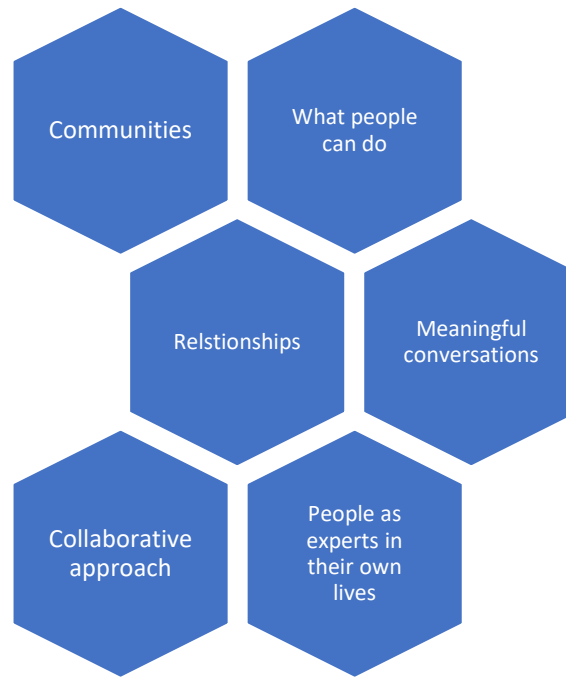 Communities
What people
can do
Relstionships
Meaningful
conversations
Collaborative
approach
People as
experts in
their own
lives